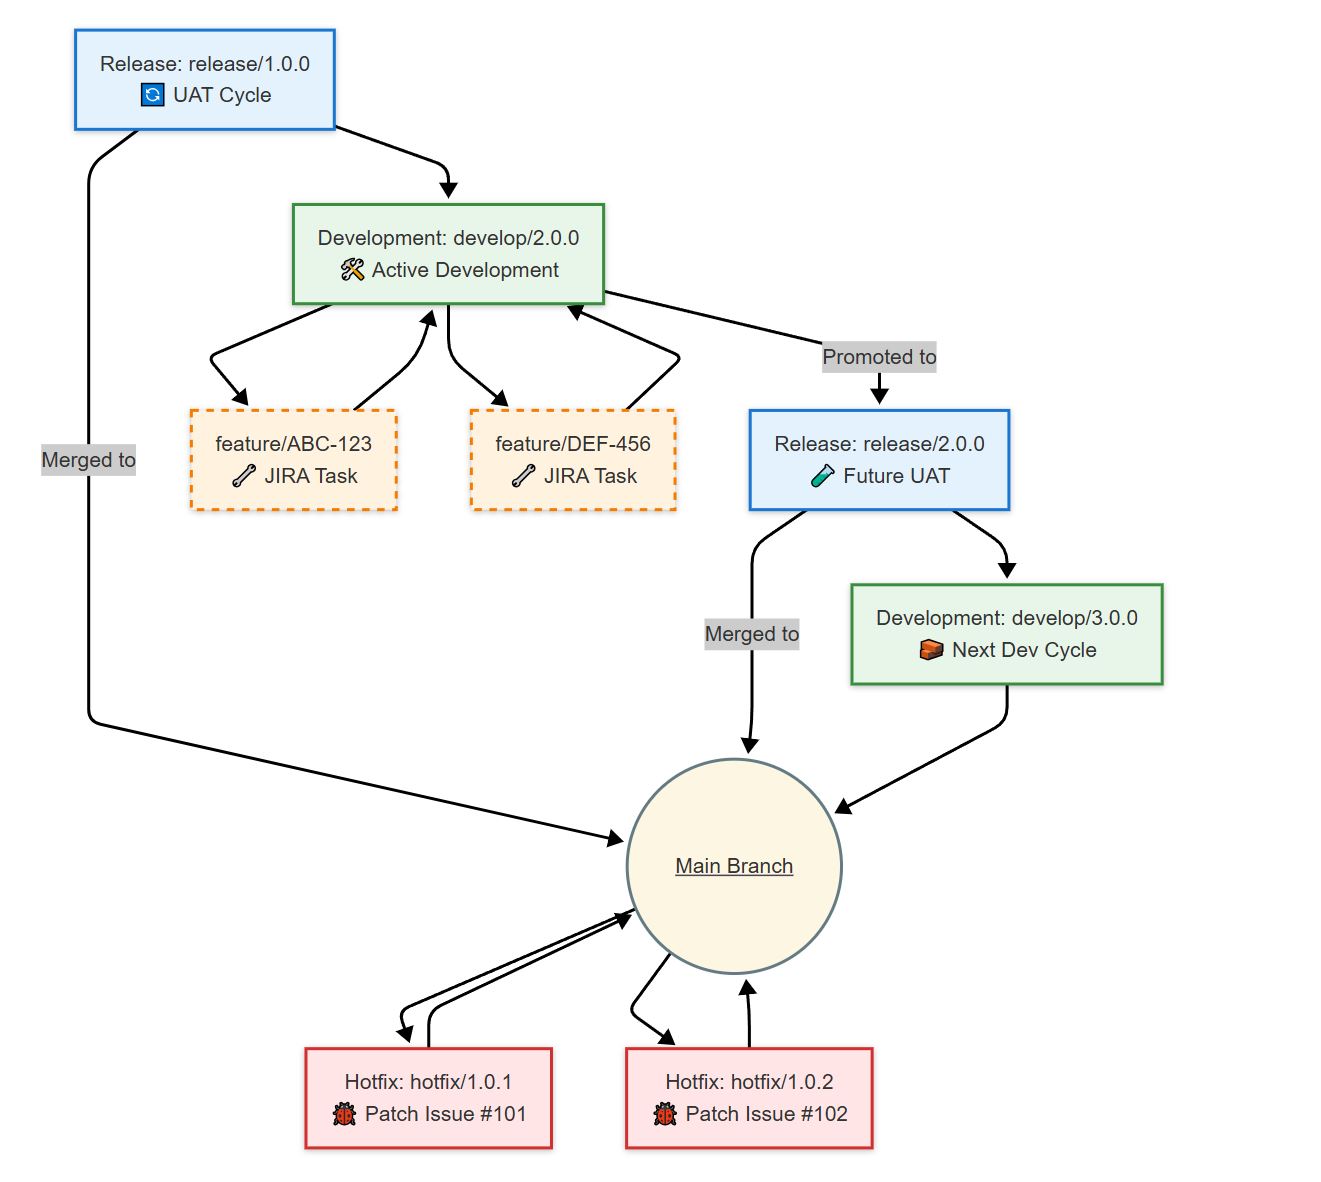 Release: release/1.0.0
🔄 UAT Cycle
Development: develop/2.0.0
🛠️ Active Development
Promoted to
feature/ABC-123
🔧 JIRA Task
feature/DEF-456
🔧 JIRA Task
Release: release/2.0.0
🧪 Future UAT
Merged to
Merged to
Development: develop/3.0.0
🧱 Next Dev Cycle
Main Branch
Hotfix: hotfix/1.0.1
🐞 Patch Issue #101
Hotfix: hotfix/1.0.2
🐞 Patch Issue #102